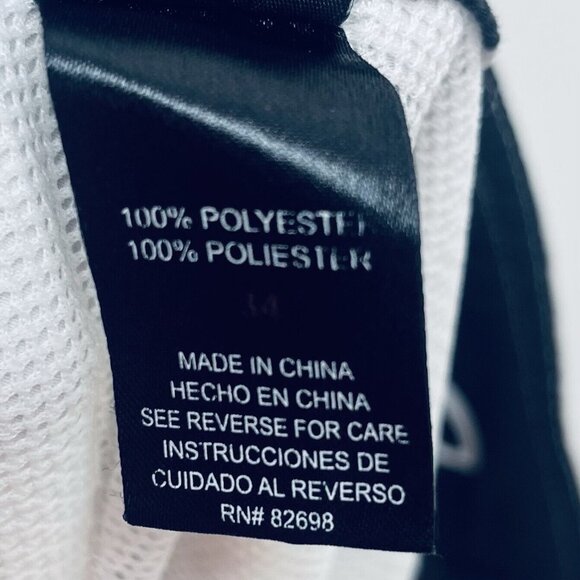 100% POLYESTER
100% POLIESTER
34
MADE IN CHINA
HECHO EN CHINA
SEE REVERSE FOR CARE
INSTRUCCIONES DE
CUIDADO AL REVERSO
RN# 82698